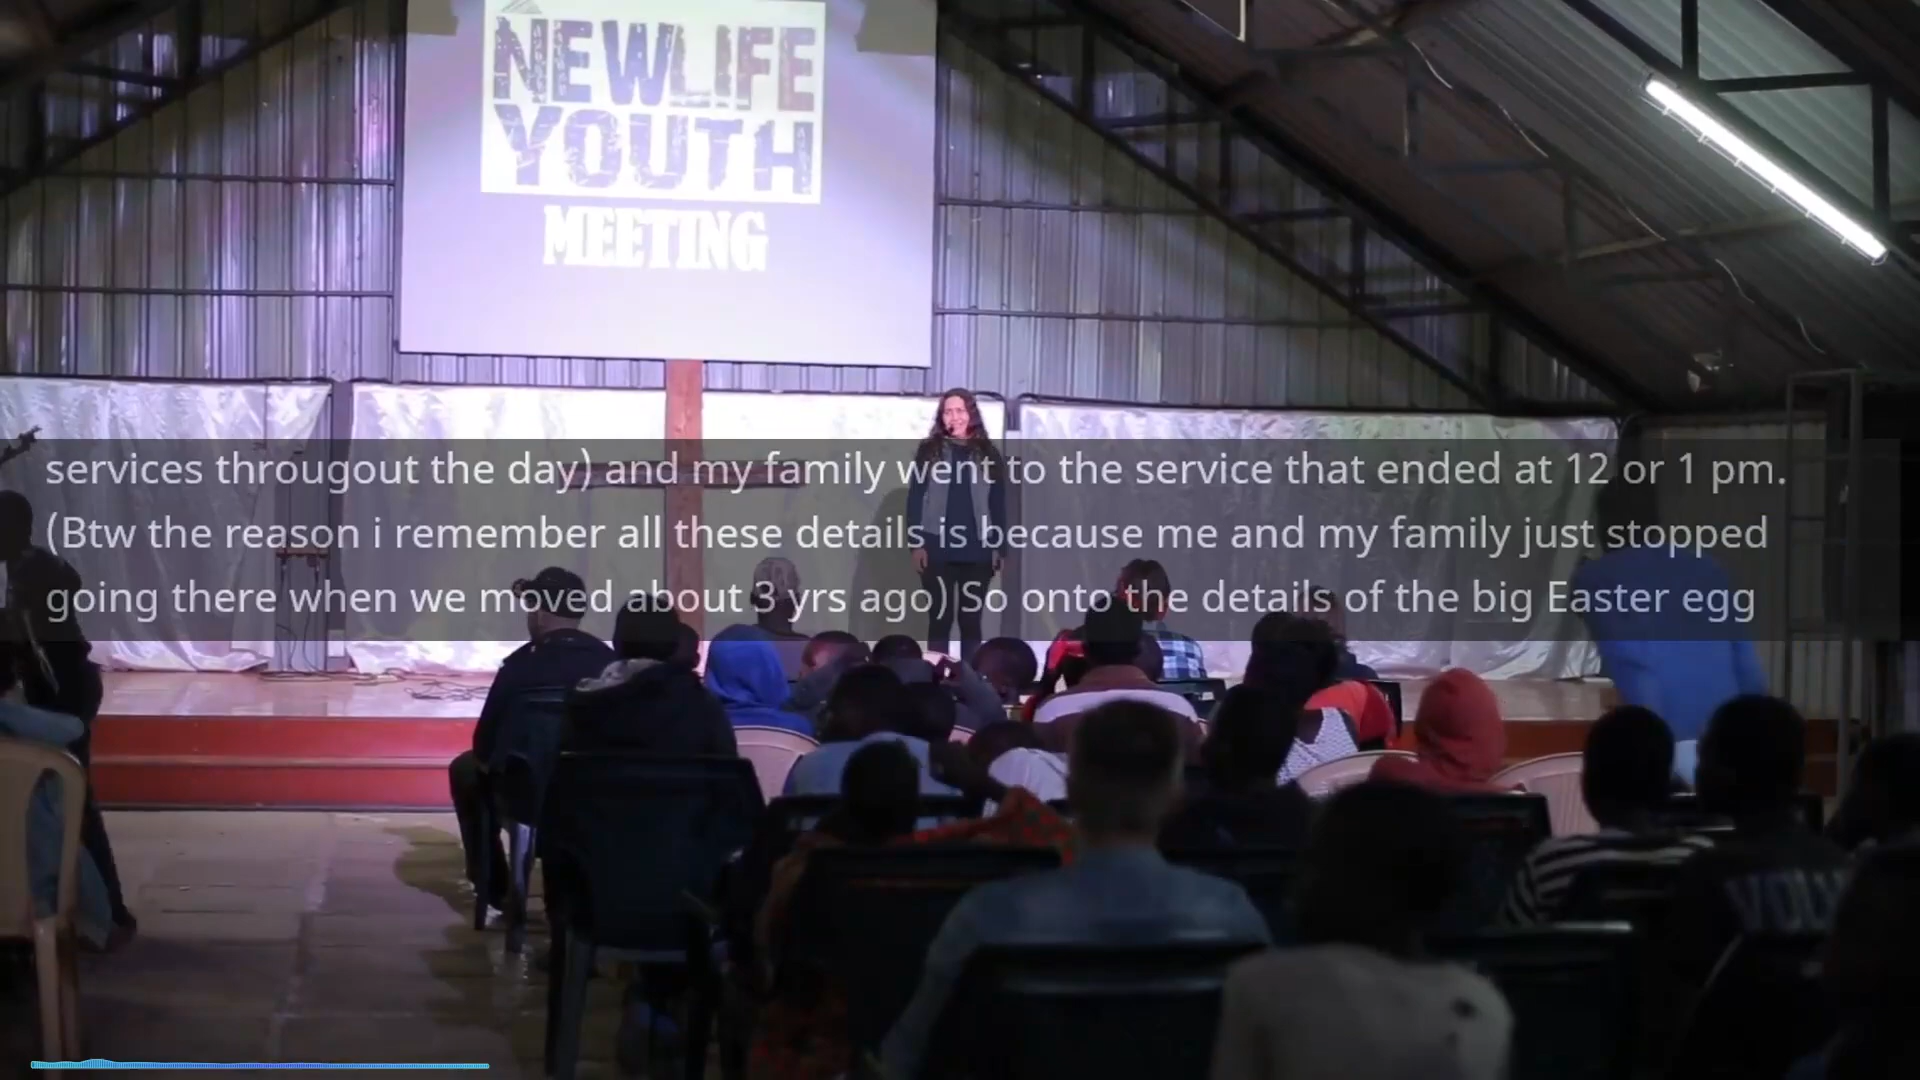 NEWLIFE
YOUTH
MEETING
services througout the day) and my family went to the service that ended at 12 or 1 pm.
(Btw the reason i remember all these details is because me and my family just stopped
going there when we moved about 3 yrs ago) So onto the details of the big Easter egg